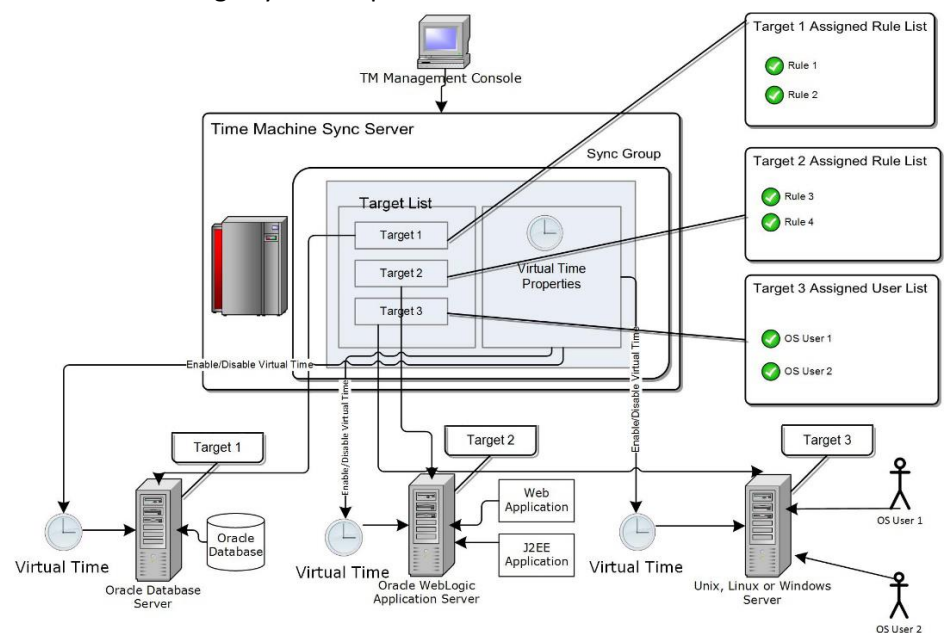 TM Management Console
Time Machine Sync Server
Sync Group
Target List
Target 1
Target 2
Target 3
Virtual Time
Properties
Target 1 Assigned Rule List
Rule 1
Rule 2
Target 2 Assigned Rule List
Rule 3
Rule 4
Target 3 Assigned User List
OS User 1
OS User 2
Enable/Disable Virtual Time
Enable/Disable Virtual Time
Enable/Disable Virtual Time
Target 1
Target 2
Target 3
Oracle
Database
Web
Application
J2EE
Application
OS User 1
Virtual Time
Virtual Time
Virtual Time
Oracle Database
Server
Oracle WebLogic
Application Server
Unix, Linux or Windows
Server
OS User 2